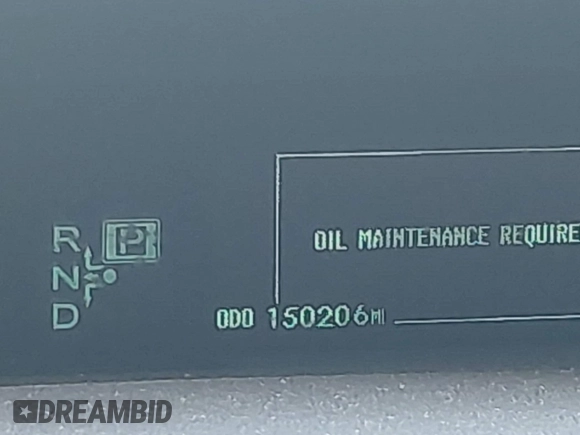 OIL MAINTENANCE REQUIRE
R P
N
D
ODO 150206MI
DREAMBID